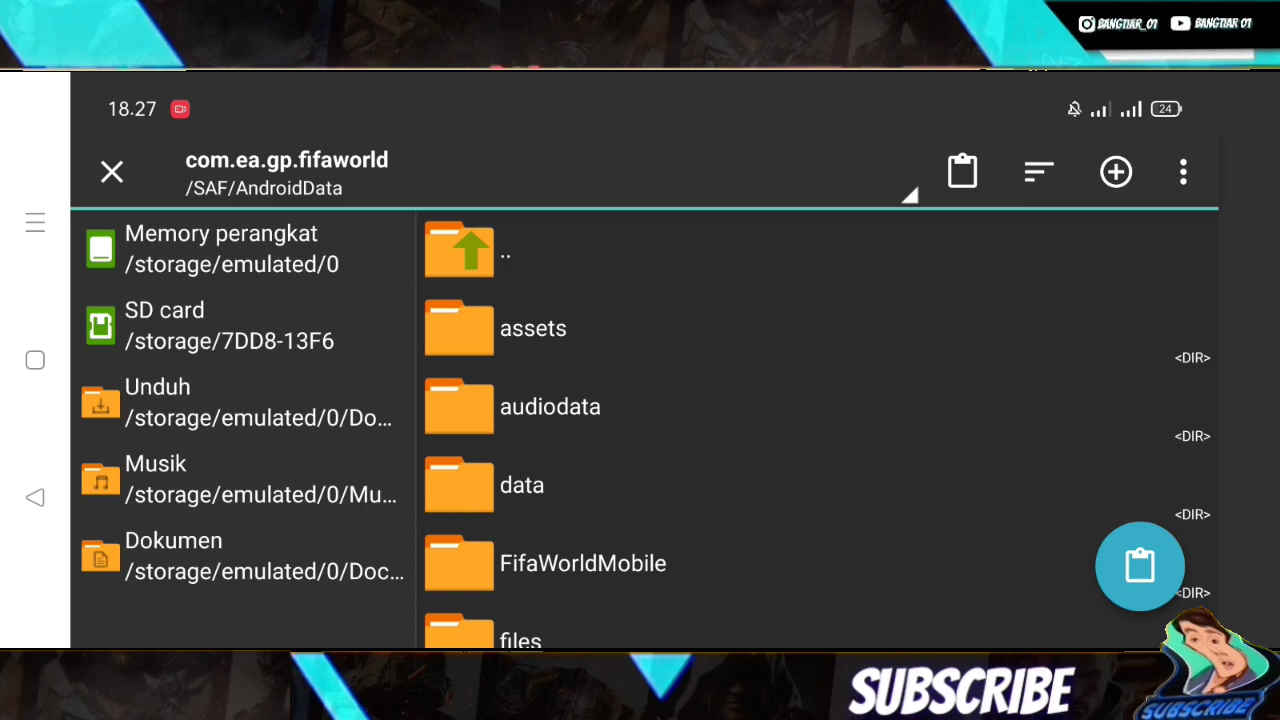 BANGTIAR_01 BANGTIAR 01
18.27
24
com.ea.gp.fifaworld
/SAF/AndroidData
Memory perangkat
/storage/emulated/0
SD card
/storage/7DD8-13F6
Unduh
/storage/emulated/0/Do...
Musik
/storage/emulated/0/Mu...
Dokumen
/storage/emulated/0/Doc...
..
assets
<DIR>
audiodata
<DIR>
data
<DIR>
FifaWorldMobile
<DIR>
files
SUBSCRIBE
SUBSCRIBE